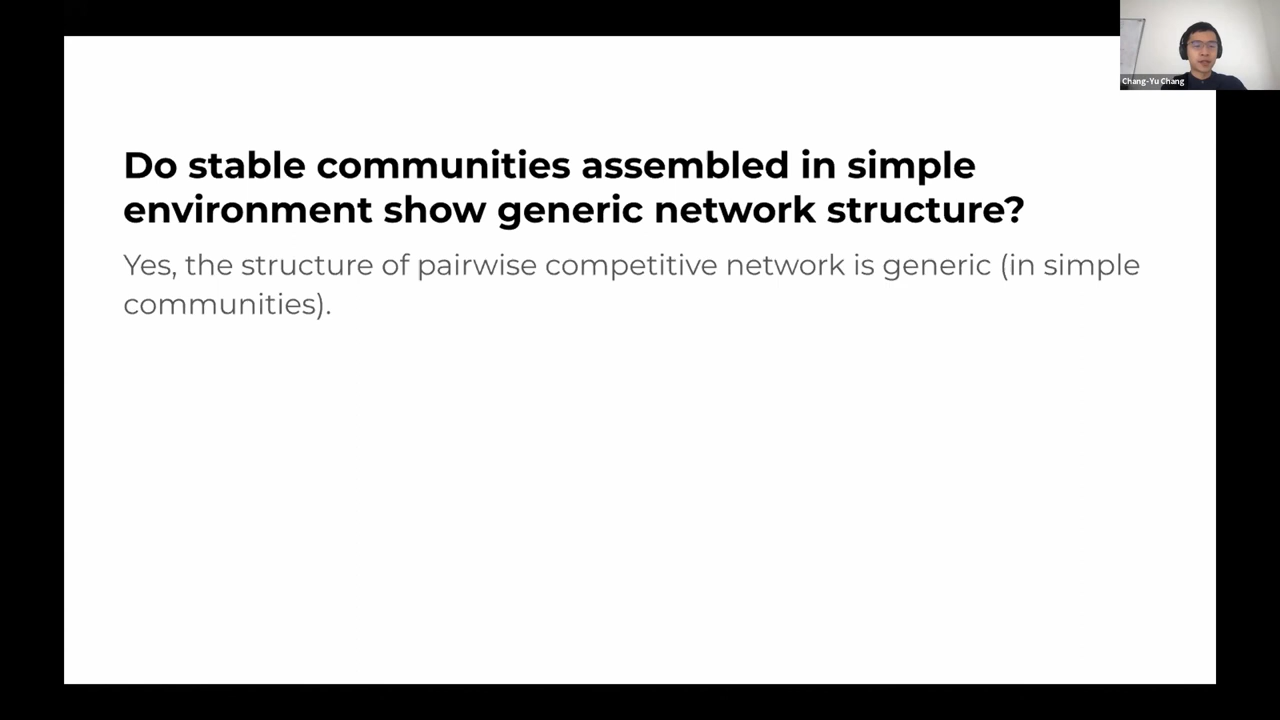 Chang-Yu Chang
Do stable communities assembled in simple
environment show generic network structure?
Yes, the structure of pairwise competitive network is generic (in simple
communities).